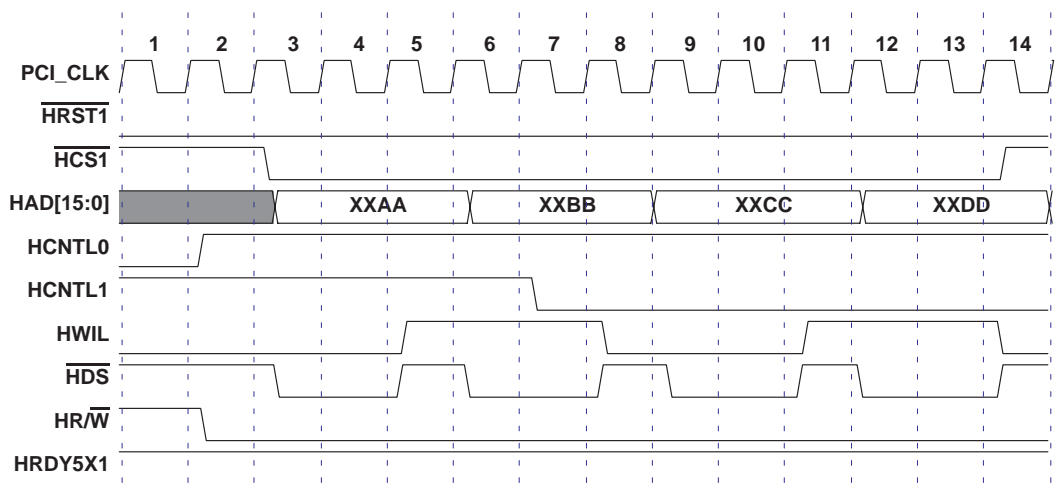 1 2 3 4 5 6 7 8 9 10 11 12 13 14
PCI_CLK
HRST1
HCS1
HAD[15:0] XXAA XXBB XXCC XXDD
HCNTL0
HCNTL1
HWIL
HDS
HR/W
HRDY5X1